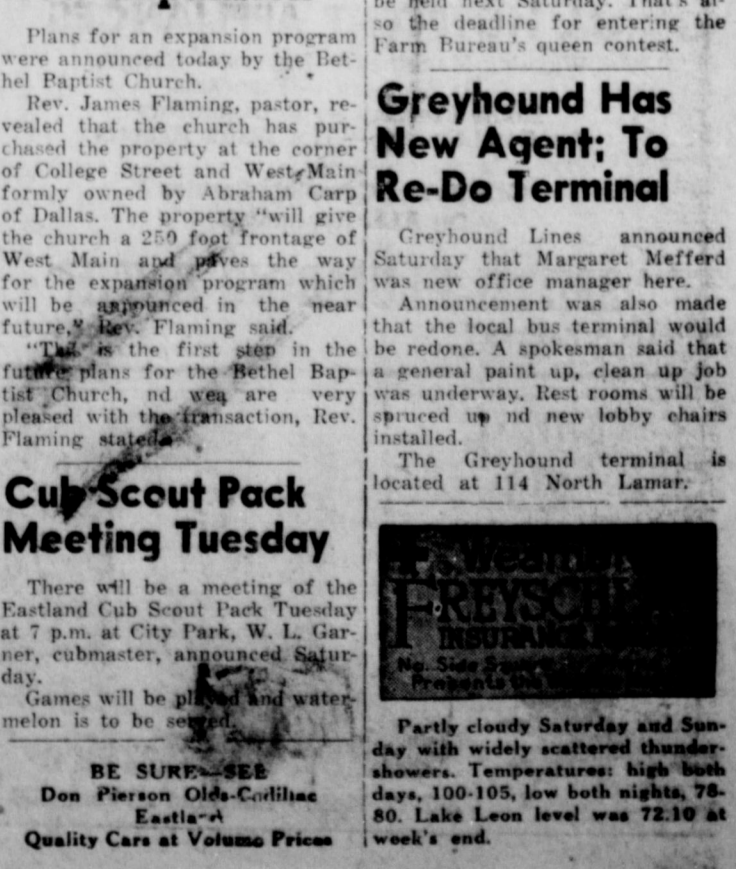 Plans for an expansion program
were announced today by the Bet-
hel Baptist Church.
Rev. James Flaming, pastor, re-
vealed that the church has pur-
chased the property at the corner
of College Street and West Main
formly owned by Abraham Carp
of Dallas. The property "will give
the church a 250 foot frontage of
West Main and paves the way
for the expansion program which
will be announced in the near
future," Rev. Flaming said.
"This is the first step in the
future plans for the Bethel Bap-
tist Church, nd weq are very
pleased with the transaction, Rev.
Flaming stated.
Cub Scout Pack
Meeting Tuesday
There will be a meeting of the
Eastland Cub Scout Pack Tuesday
at 7 p.m. at City Park, W. L. Gar-
ner, cubmaster, announced Satur-
day.
Games will be played and water-
melon is to be served.
BE SURE—SEE
Don Pierson Olds-Cadillac
Eastland
Quality Cars at Volume Prices
be held next Saturday. That's al-
so the deadline for entering the
Farm Bureau's queen contest.
Greyhound Has
New Agent; To
Re-Do Terminal
Greyhound Lines announced
Saturday that Margaret Mefferd
was new office manager here.
Announcement was also made
that the local bus terminal would
be redone. A spokesman said that
a general paint up, clean up job
was underway. Rest rooms will be
spruced up nd new lobby chairs
installed.
The Greyhound terminal is
located at 114 North Lamar.
Weather
FREYSCHLAG
INSURANCE
No. Side Square
Presents the
Partly cloudy Saturday and Sun-
day with widely scattered thunder-
showers. Temperatures: high both
days, 100-105, low both nights, 78-
80. Lake Leon level was 72.10 at
week's end.